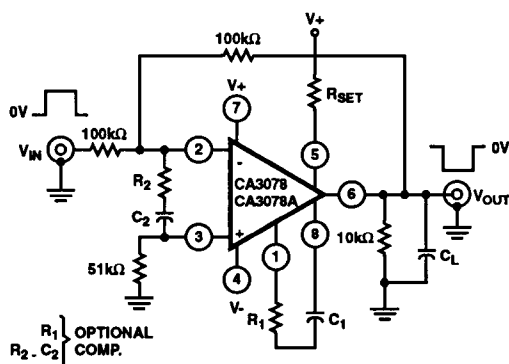 100kΩ
V+
0V
V+
RSET
100kΩ
7
VIN
2
-
5
0V
R2
CA3078
CA3078A
6
VOUT
C2
3
+
8
10kΩ
CL
51kΩ
4
1
V-
R1
C1
R1
R2 - C2
} OPTIONAL
COMP.